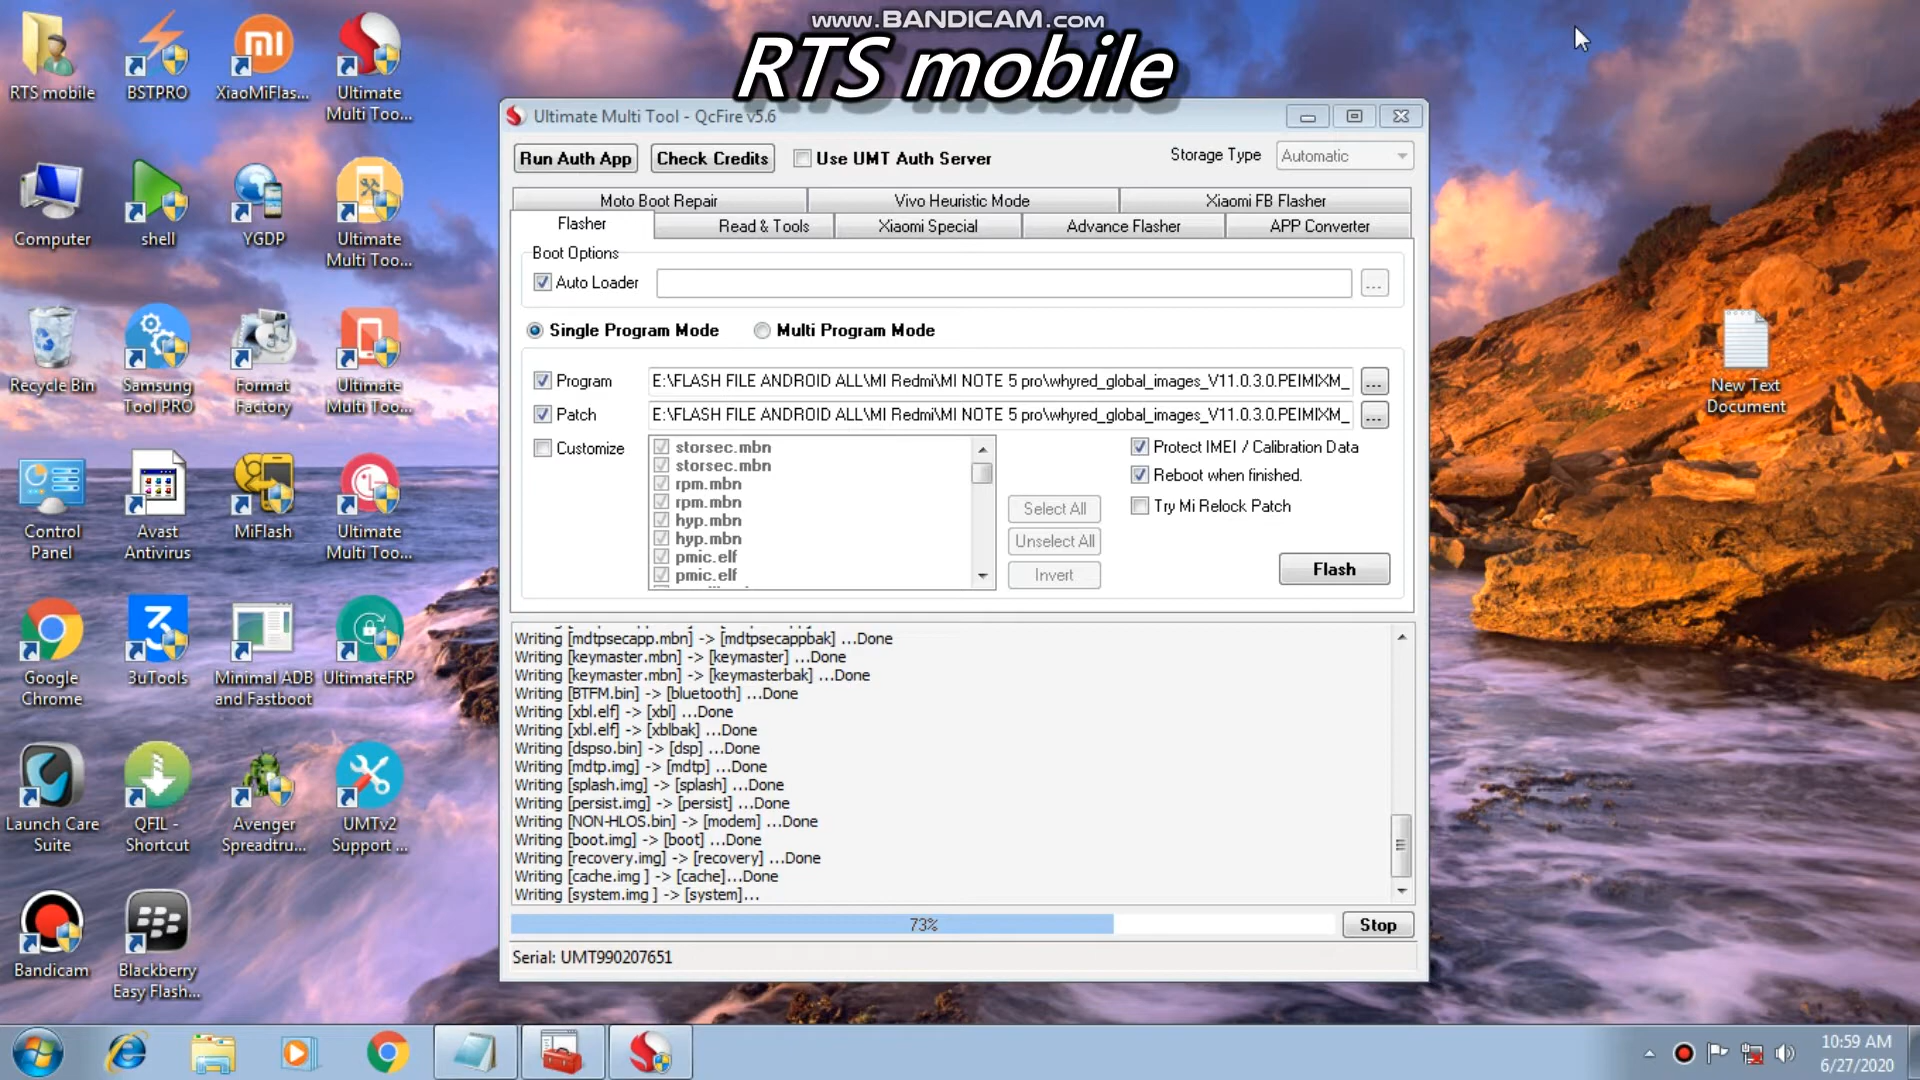 www.BANDICAM.com
RTS mobile
RTS mobile
BSTPRO
XiaoMiFlas...
Ultimate
Multi Too...
Computer
shell
YGDP
Ultimate
Multi Too...
Recycle Bin
Samsung
Tool PRO
Format
Factory
Ultimate
Multi Too...
Control
Panel
Avast
Antivirus
MiFlash
Ultimate
Multi Too...
Google
Chrome
3uTools
Minimal ADB
and Fastboot
UltimateFRP
Launch Care
Suite
QFIL -
Shortcut
Avenger
Spreadtru...
UMTv2
Support ...
Bandicam
Blackberry
Easy Flash...
New Text
Document
Ultimate Multi Tool - QcFire v5.6
Run Auth App
Check Credits
Use UMT Auth Server
Storage Type
Automatic
Moto Boot Repair
Vivo Heuristic Mode
Xiaomi FB Flasher
Flasher
Read & Tools
Xiaomi Special
Advance Flasher
APP Converter
Boot Options
Auto Loader
...
Single Program Mode
Multi Program Mode
Program
E:\FLASH FILE ANDROID ALL\MI Redmi\MI NOTE 5 pro\whyred_global_images_V11.0.3.0.PEIMIXM_
...
Patch
E:\FLASH FILE ANDROID ALL\MI Redmi\MI NOTE 5 pro\whyred_global_images_V11.0.3.0.PEIMIXM_
...
Customize
storsec.mbn
storsec.mbn
rpm.mbn
rpm.mbn
hyp.mbn
hyp.mbn
pmic.elf
pmic.elf
Select All
Unselect All
Invert
Protect IMEI / Calibration Data
Reboot when finished.
Try Mi Relock Patch
Flash
Writing [mdtpsecapp.mbn] -> [mdtpsecappbak] ...Done
Writing [keymaster.mbn] -> [keymaster] ...Done
Writing [keymaster.mbn] -> [keymasterbak] ...Done
Writing [BTFM.bin] -> [bluetooth] ...Done
Writing [xbl.elf] -> [xbl] ...Done
Writing [xbl.elf] -> [xblbak] ...Done
Writing [dspso.bin] -> [dsp] ...Done
Writing [mdtp.img] -> [mdtp] ...Done
Writing [splash.img] -> [splash] ...Done
Writing [persist.img] -> [persist] ...Done
Writing [NON-HLOS.bin] -> [modem] ...Done
Writing [boot.img] -> [boot] ...Done
Writing [recovery.img] -> [recovery] ...Done
Writing [cache.img ] -> [cache]...Done
Writing [system.img ] -> [system]...
73%
Stop
Serial: UMT990207651
10:59 AM
6/27/2020